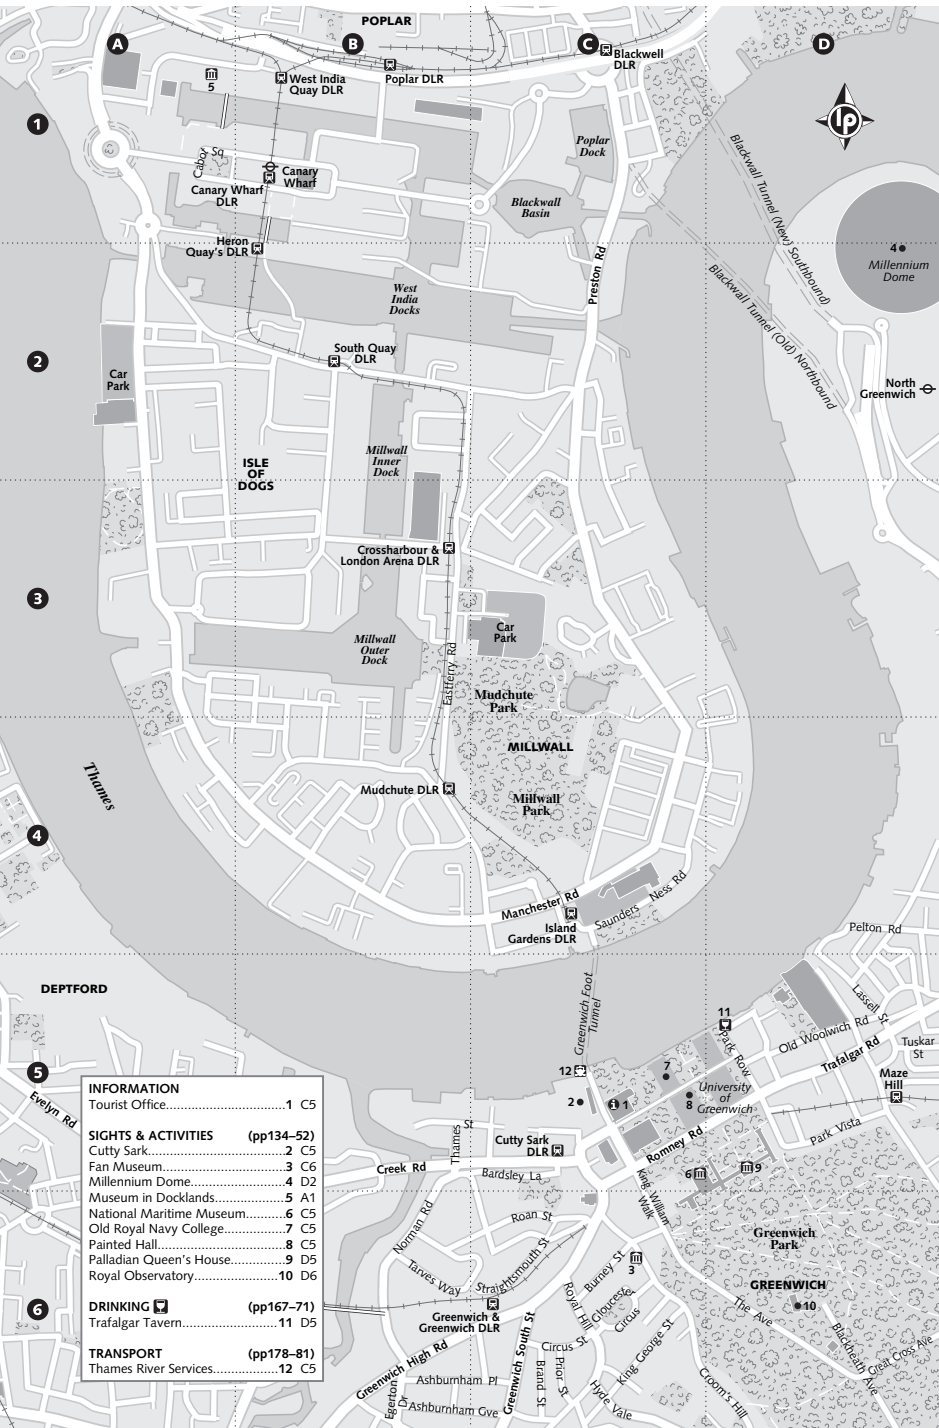 POPLAR
A
B
C
D
Blackwell
DLR
5
West India
Quay DLR
Poplar DLR
lp
1
Poplar
Dock
Cabot Sq
Canary
Wharf
Canary Wharf
DLR
Blackwall
Basin
Blackwall Tunnel (New) Southbound)
Heron
Quay's DLR
Preston Rd
4
Millennium
Dome
West
India
Docks
Blackwall Tunnel (Old) Northbound
2
South Quay
DLR
Car
Park
North
Greenwich
Millwall
Inner
Dock
ISLE
OF
DOGS
Crossharbour &
London Arena DLR
3
Car
Park
Millwall
Outer
Dock
Eastferry Rd
Mudchute
Park
MILLWALL
Thames
Mudchute DLR
Millwall
Park
4
Manchester Rd
Saunders Ness Rd
Island
Gardens DLR
Pelton Rd
DEPTFORD
Greenwich Foot
Tunnel
Lassell St
11
Park Row
Old Woolwich Rd
Trafalgar Rd
Tuskar
St
5
12
7
Maze
Hill
Evelyn Rd
2
1
8
University
of
Greenwich
Thames St
Cutty Sark
DLR
Romney Rd
Park Vista
Creek Rd
Bardsley La
6
9
King William
Walk
Norman Rd
Roan St
Greenwich
Park
Tarves Way
Straightsmouth St
Burney St
3
GREENWICH
6
Royal Hill
Gloucester
Circus
The Ave
10
Greenwich &
Greenwich DLR
Blackheath Ave
Great Cross Ave
Greenwich High Rd
Greenwich South St
Circus St
King George St
Brand St
Prior St
Ashburnham Pl
Hyde Vale
Croom's Hill
Egerton
Dr
Ashburnham Gve
INFORMATION
Tourist Office..............................1 C5
SIGHTS & ACTIVITIES (pp134–52)
Cutty Sark..................................2 C5
Fan Museum...............................3 C6
Millennium Dome........................4 D2
Museum in Docklands..................5 A1
National Maritime Museum..........6 C5
Old Royal Navy College................7 C5
Painted Hall................................8 C5
Palladian Queen's House..............9 D5
Royal Observatory.....................10 D6
DRINKING (pp167–71)
Trafalgar Tavern........................11 D5
TRANSPORT (pp178–81)
Thames River Services................12 C5